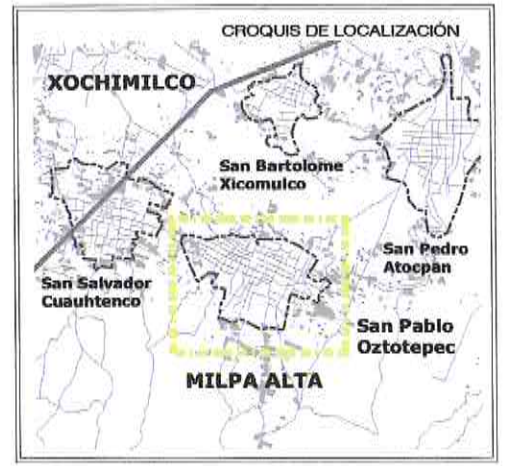 CROQUIS DE LOCALIZACIÓN
XOCHIMILCO
San Bartolome
Xicomulco
San Pedro
Atocpan
San Salvador
Cuauhtenco
San Pablo
Oztotepec
MILPA ALTA